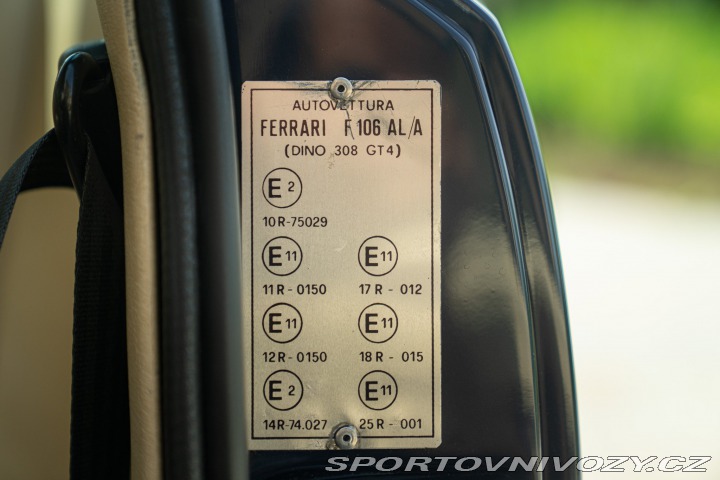 AUTOVETTURA
FERRARI F 106 AL/A
(DINO 308 GT4)
E2
10R-75029
E11 E11
11R-0150 17R-012
E11 E11
12R-0150 18R-015
E2 E11
14R-74.027 25R-001
SPORTOVNIVOZY.CZ